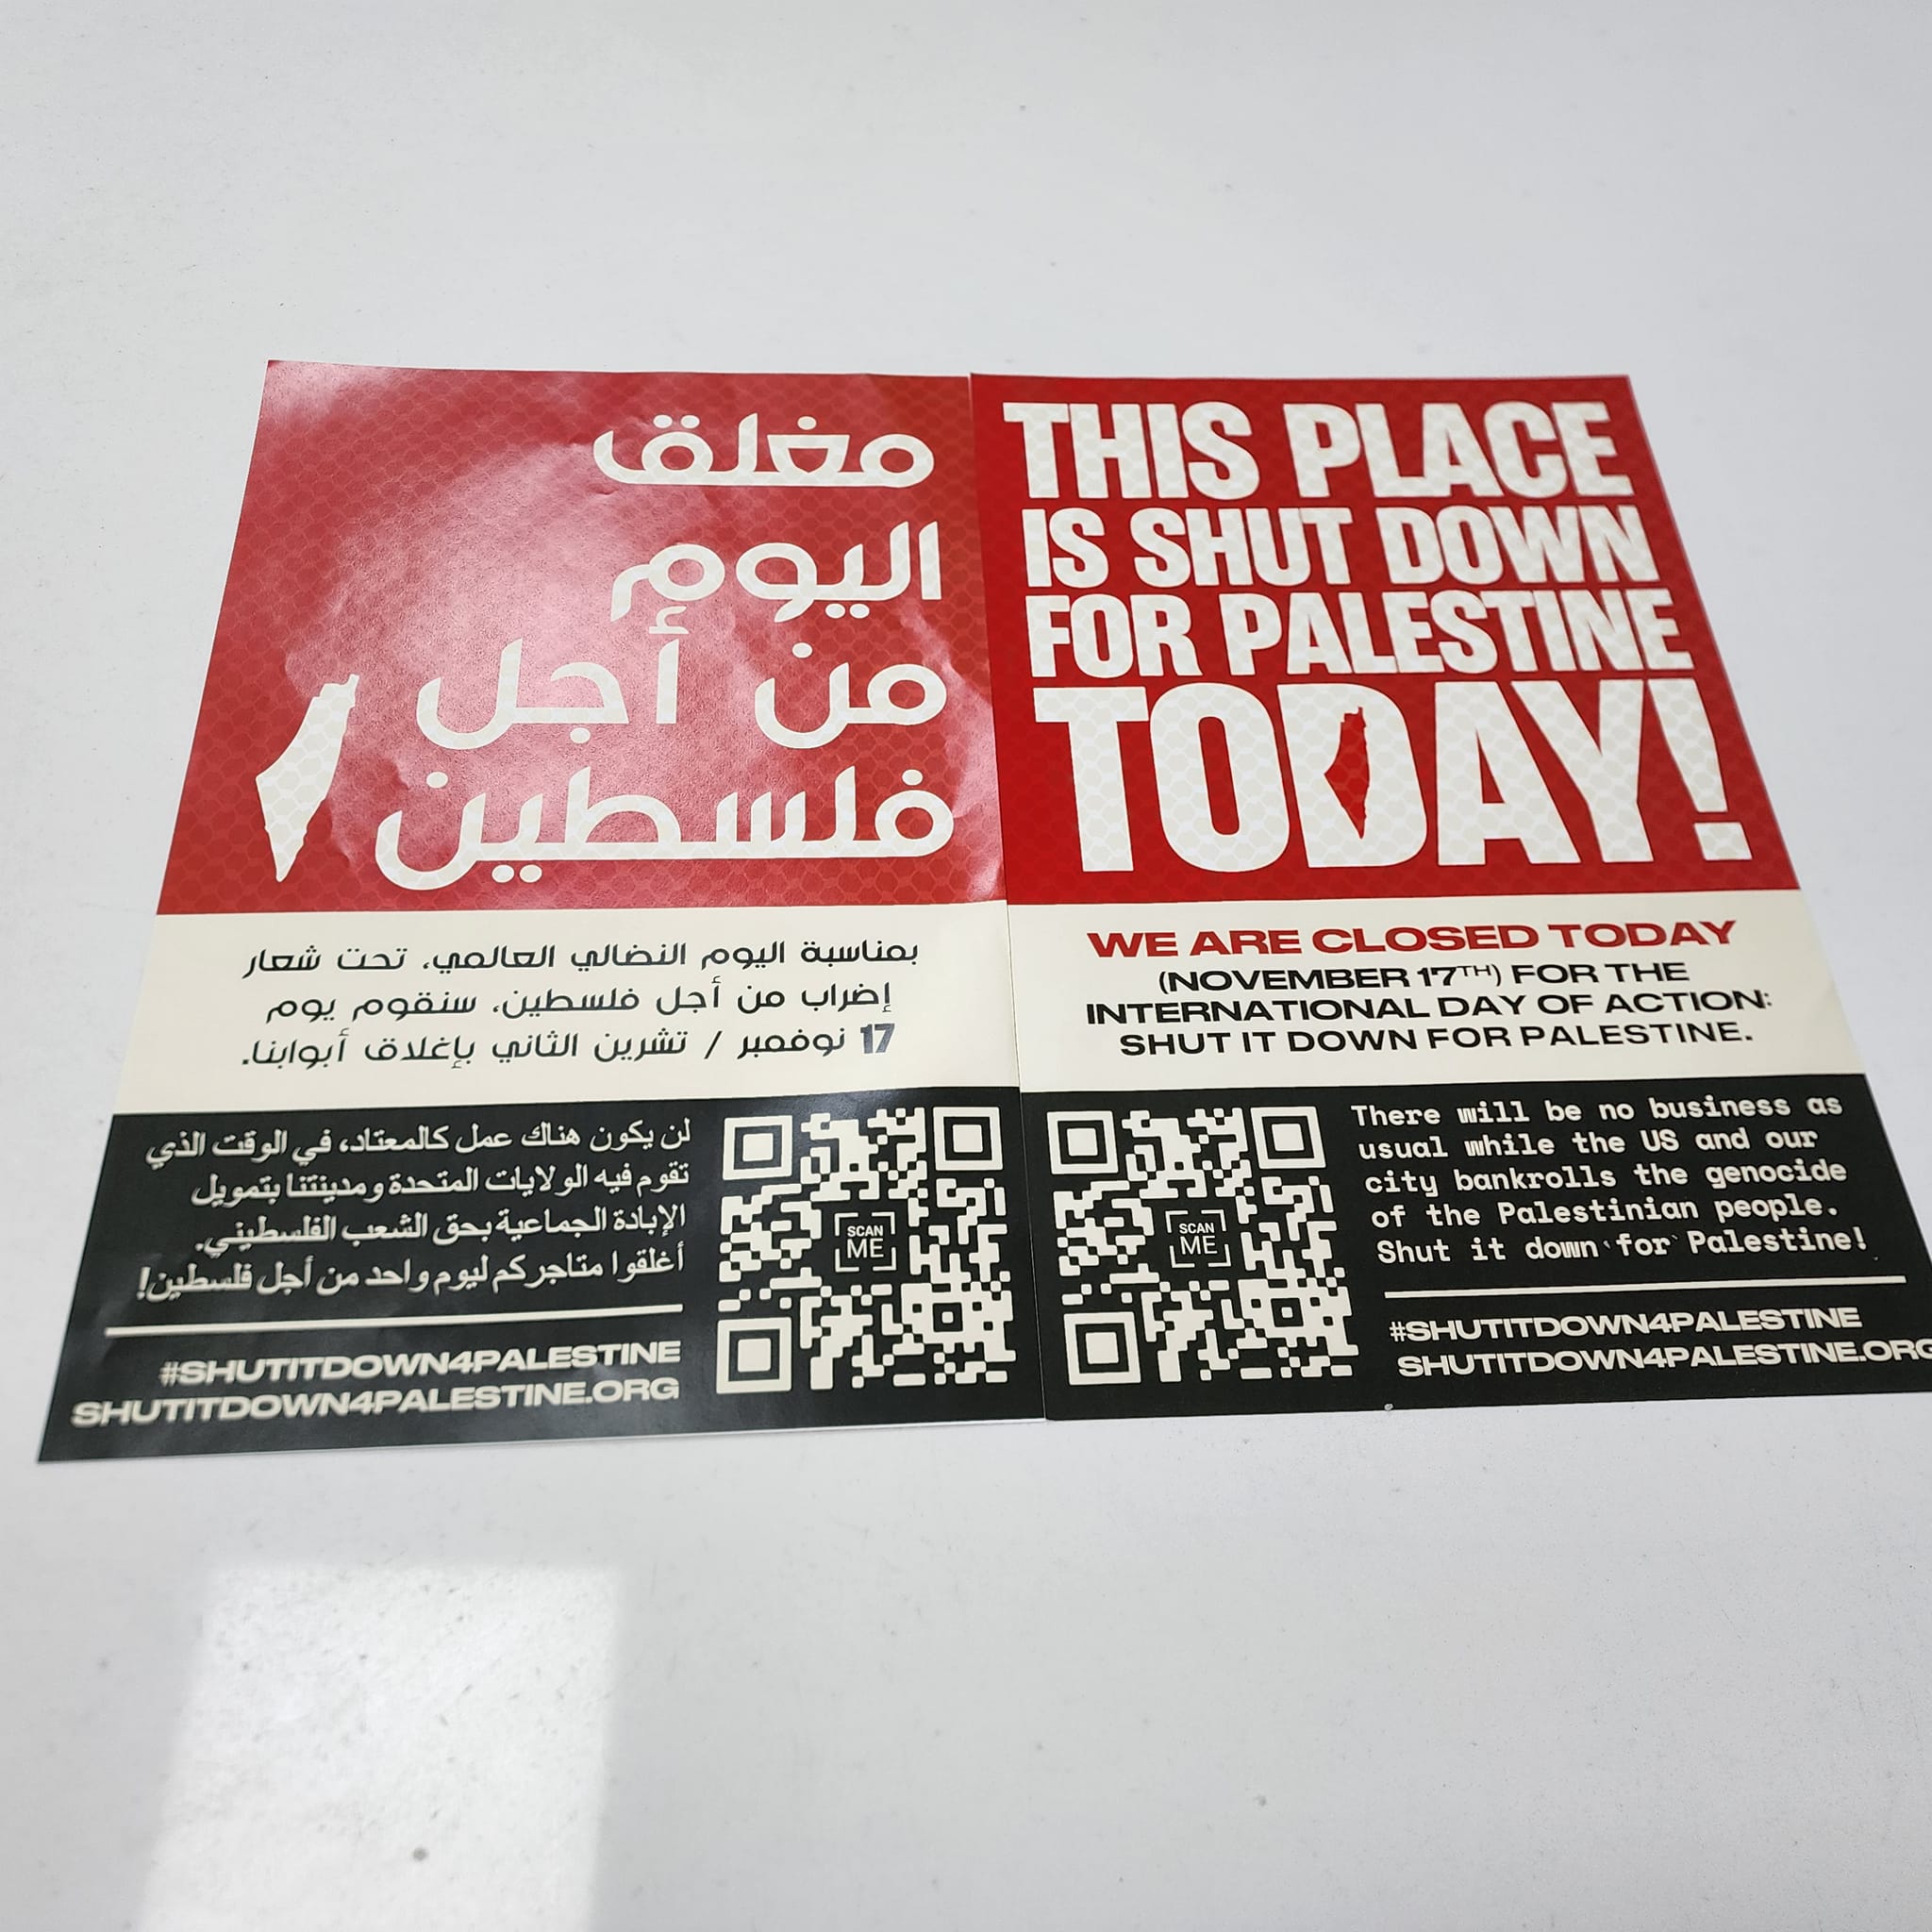 مغلق
اليوم
من أجل
فلسطين
بمناسبة اليوم النضالي العالمي، تحت شعار
إضراب من أجل فلسطين، سنقوم يوم
17 نوفمبر / تشرين الثاني بإغلاق أبوابنا.
لن يكون هناك عمل كالمعتاد، في الوقت الذي
تقوم فيه الولايات المتحدة ومدينتنا بتمويل
الإبادة الجماعية بحق الشعب الفلسطيني.
أغلقوا متاجركم ليوم واحد من أجل فلسطين!
#SHUTITDOWN4PALESTINE
SHUTITDOWN4PALESTINE.ORG
SCAN
ME
THIS PLACE
IS SHUT DOWN
FOR PALESTINE
TODAY!
WE ARE CLOSED TODAY
(NOVEMBER 17TH) FOR THE
INTERNATIONAL DAY OF ACTION:
SHUT IT DOWN FOR PALESTINE.
SCAN
ME
There will be no business as
usual while the US and our
city bankrolls the genocide
of the Palestinian people.
Shut it down for Palestine!
#SHUTITDOWN4PALESTINE
SHUTITDOWN4PALESTINE.ORG